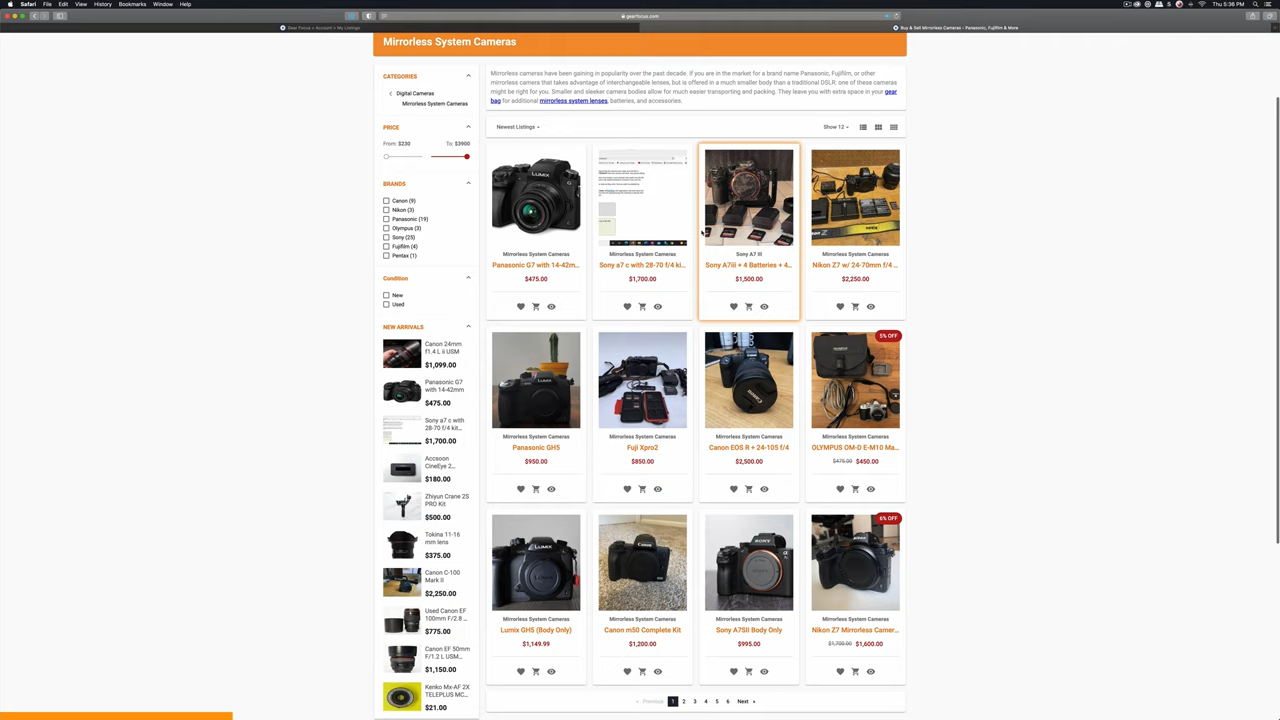 Safari File Edit View History Bookmarks Window Help
Thu 5:36 PM
gearfocus.com
Gear Focus > Account > My Listings
Buy & Sell Mirrorless Cameras – Panasonic, Fujifilm & More
Mirrorless System Cameras
CATEGORIES
Digital Cameras
Mirrorless System Cameras
PRICE
From: $230 To: $3900
BRANDS
Canon (9)
Nikon (3)
Panasonic (19)
Olympus (3)
Sony (25)
Fujifilm (4)
Pentax (1)
Condition
New
Used
NEW ARRIVALS
Canon 24mm
f1.4 L ii USM
$1,099.00
Panasonic G7
with 14-42mm
$475.00
Sony a7 c with
28-70 f/4 kit...
$1,700.00
Accsoon
CineEye 2...
$180.00
Zhiyun Crane 2S
PRO Kit
$500.00
Tokina 11-16
mm lens
$375.00
Canon C-100
Mark II
$2,250.00
Used Canon EF
100mm F/2.8 ...
$775.00
Canon EF 50mm
F/1.2 L USM...
$1,150.00
Kenko Mx-AF 2X
TELEPLUS MC...
$21.00
Mirrorless cameras have been gaining in popularity over the past decade. If you are in the market for a brand name Panasonic, Fujifilm, or other
mirrorless camera that takes advantage of interchangeable lenses, but is offered in a much smaller body than a traditional DSLR; one of these cameras
might be right for you. Smaller and sleeker camera bodies allow for much easier transporting and packing. They leave you with extra space in your gear
bag for additional mirrorless system lenses, batteries, and accessories.
Newest Listings
Show 12
Mirrorless System Cameras
Panasonic G7 with 14-42m...
$475.00
Mirrorless System Cameras
Sony a7 c with 28-70 f/4 ki...
$1,700.00
Sony A7 III
Sony A7iii + 4 Batteries + 4...
$1,500.00
Mirrorless System Cameras
Nikon Z7 w/ 24-70mm f/4 ...
$2,250.00
Mirrorless System Cameras
Panasonic GH5
$950.00
Mirrorless System Cameras
Fuji Xpro2
$850.00
Mirrorless System Cameras
Canon EOS R + 24-105 f/4
$2,500.00
5% OFF
Mirrorless System Cameras
OLYMPUS OM-D E-M10 Ma...
$475.00 $450.00
LUMIX
Mirrorless System Cameras
Lumix GH5 (Body Only)
$1,149.99
Canon
Mirrorless System Cameras
Canon m50 Complete Kit
$1,200.00
SONY
Mirrorless System Cameras
Sony A7SII Body Only
$995.00
6% OFF
Nikon
Mirrorless System Cameras
Nikon Z7 Mirrorless Camer...
$1,700.00 $1,600.00
« Previous 1 2 3 4 5 6 Next »